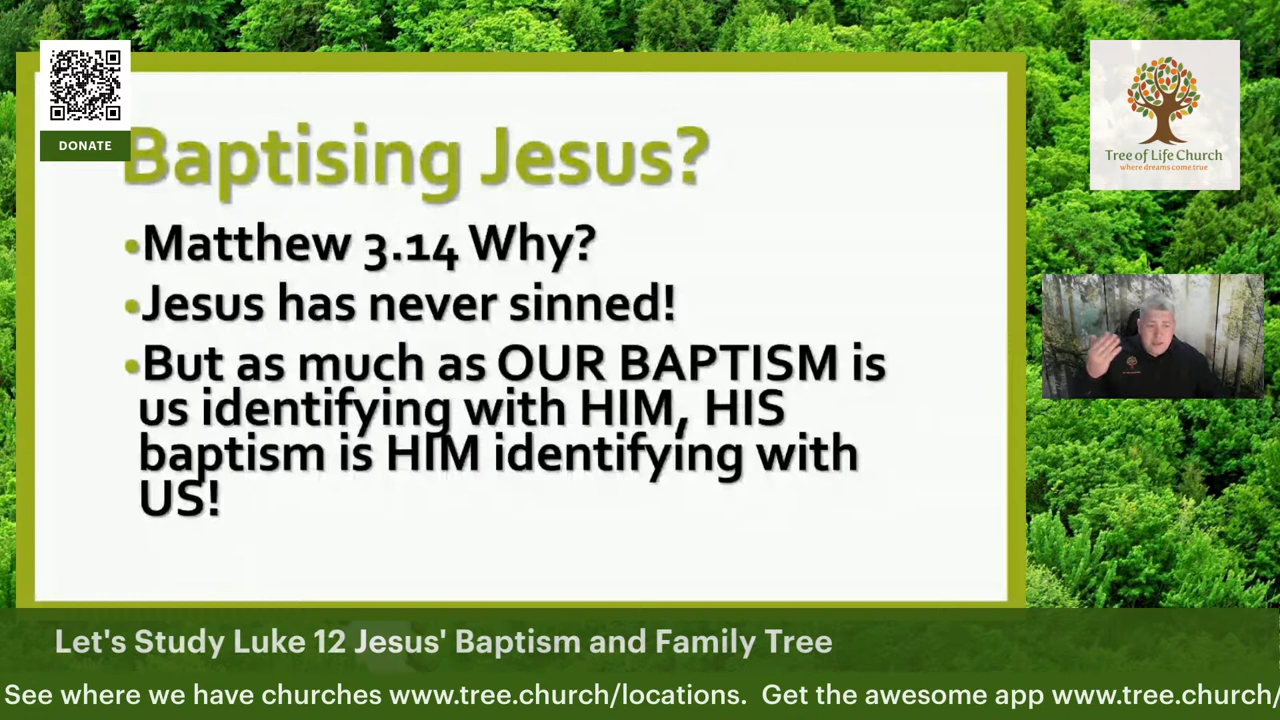 DONATE
Baptising Jesus?
•Matthew 3.14 Why?
•Jesus has never sinned!
•But as much as OUR BAPTISM is
us identifying with HIM, HIS
baptism is HIM identifying with
US!
Tree of Life Church
where dreams come true
Let's Study Luke 12 Jesus' Baptism and Family Tree
See where we have churches www.tree.church/locations.  Get the awesome app www.tree.church/